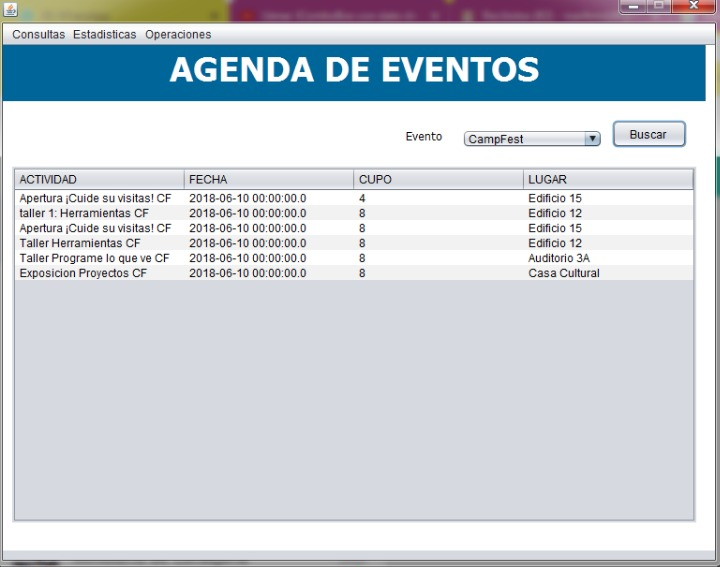 Consultas Estadisticas Operaciones
AGENDA DE EVENTOS
Evento CampFest Buscar
ACTIVIDAD FECHA CUPO LUGAR
Apertura ¡Cuide su visitas! CF 2018-06-10 00:00:00.0 4 Edificio 15
taller 1: Herramientas CF 2018-06-10 00:00:00.0 8 Edificio 12
Apertura ¡Cuide su visitas! CF 2018-06-10 00:00:00.0 8 Edificio 15
Taller Herramientas CF 2018-06-10 00:00:00.0 8 Edificio 12
Taller Programe lo que ve CF 2018-06-10 00:00:00.0 8 Auditorio 3A
Exposicion Proyectos CF 2018-06-10 00:00:00.0 8 Casa Cultural